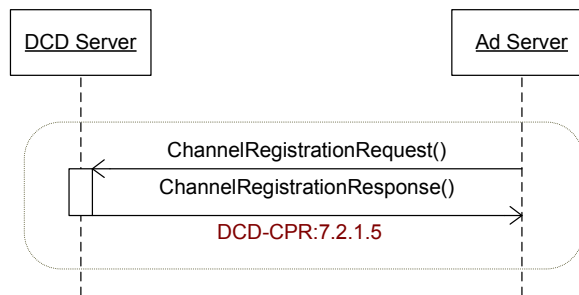 DCD Server
Ad Server
ChannelRegistrationRequest()
ChannelRegistrationResponse()
DCD-CPR:7.2.1.5